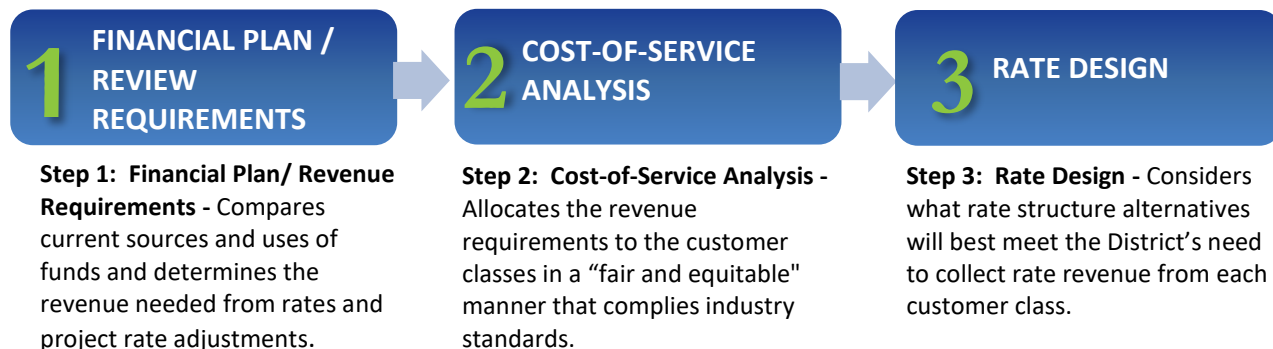 1
FINANCIAL PLAN /
REVIEW
REQUIREMENTS
2
COST-OF-SERVICE
ANALYSIS
3
RATE DESIGN
Step 1:  Financial Plan/ Revenue
Requirements - Compares
current sources and uses of
funds and determines the
revenue needed from rates and
project rate adjustments.
Step 2:  Cost-of-Service Analysis -
Allocates the revenue
requirements to the customer
classes in a “fair and equitable"
manner that complies industry
standards.
Step 3:  Rate Design - Considers
what rate structure alternatives
will best meet the District’s need
to collect rate revenue from each
customer class.